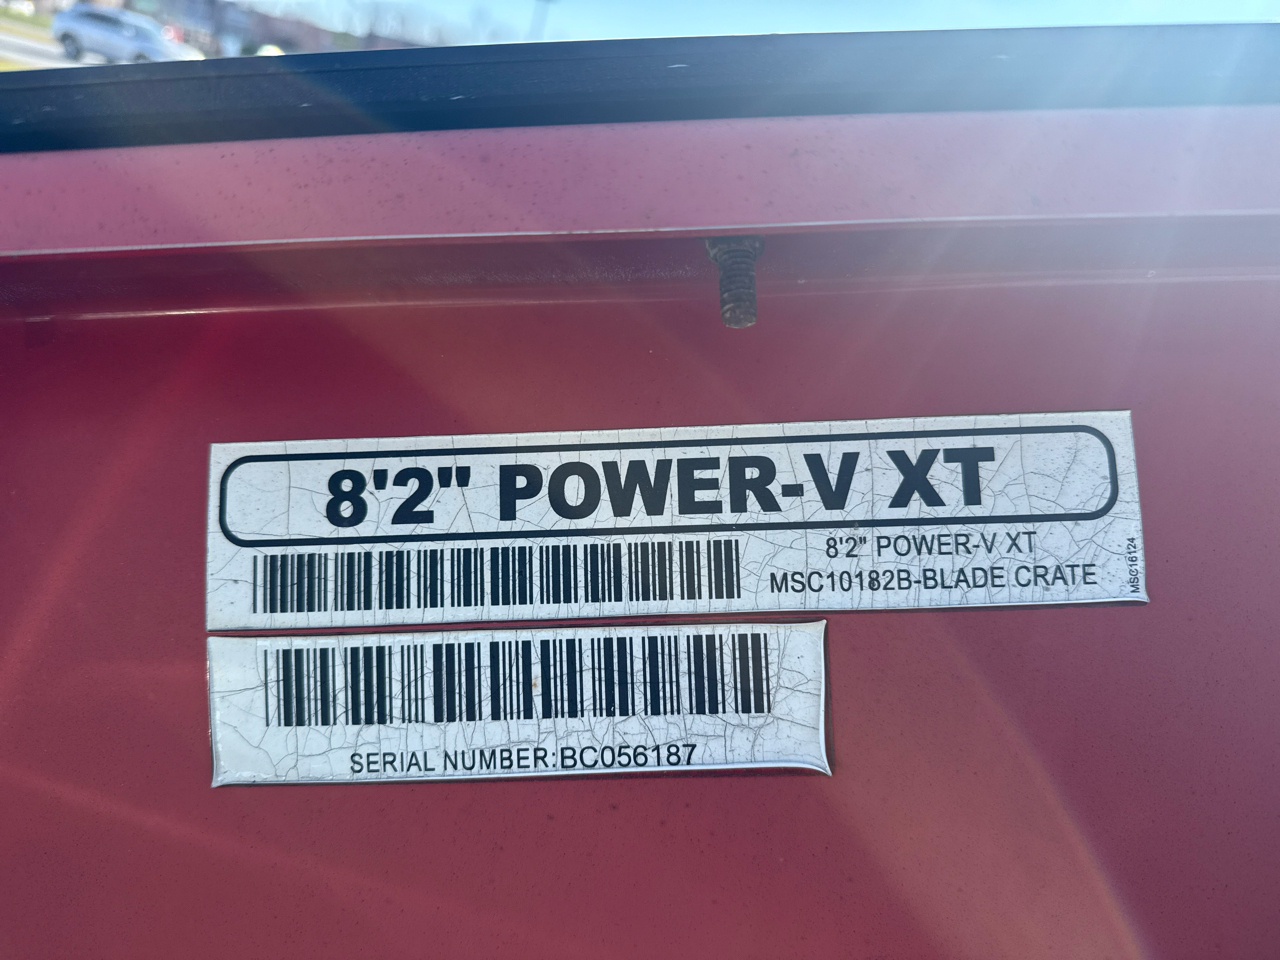 8'2" POWER-V XT
8'2" POWER-V XT
MSC10182B-BLADE CRATE
MSC16124
SERIAL NUMBER:BC056187